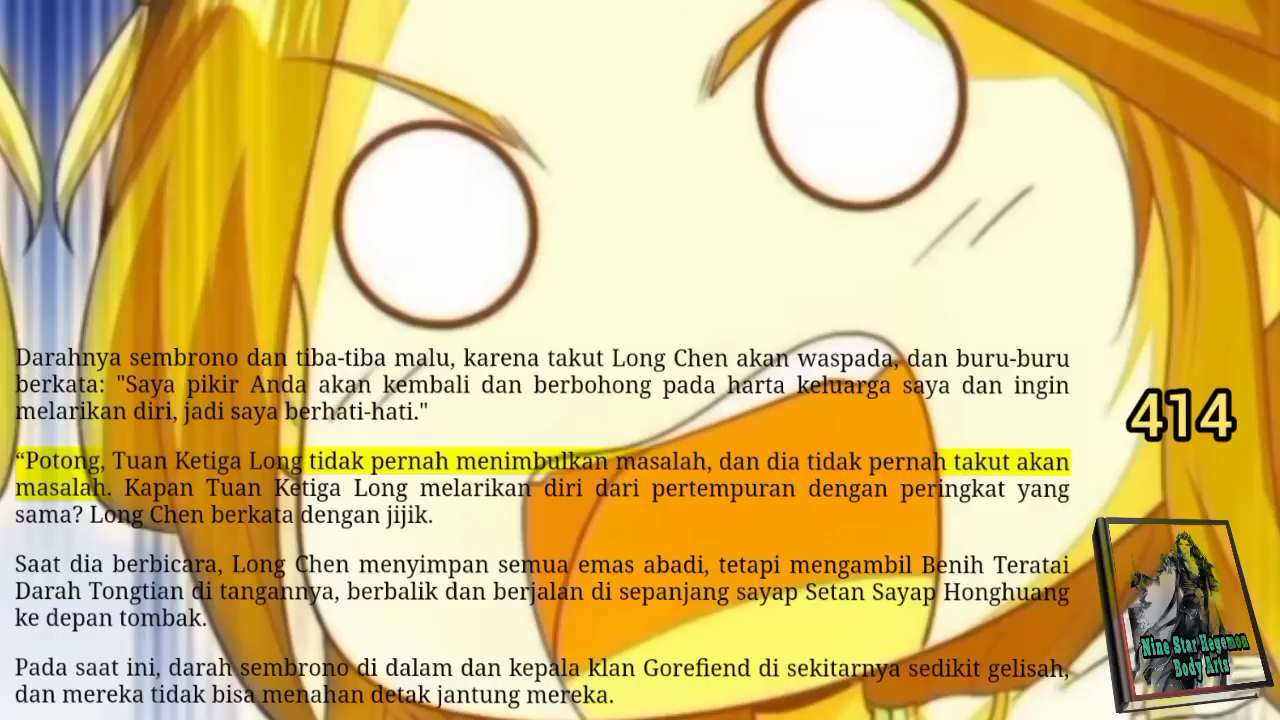 Darahnya sembrono dan tiba-tiba malu, karena takut Long Chen akan waspada, dan buru-buru
berkata: "Saya pikir Anda akan kembali dan berbohong pada harta keluarga saya dan ingin
melarikan diri, jadi saya berhati-hati."
“Potong, Tuan Ketiga Long tidak pernah menimbulkan masalah, dan dia tidak pernah takut akan
masalah. Kapan Tuan Ketiga Long melarikan diri dari pertempuran dengan peringkat yang
sama? Long Chen berkata dengan jijik.
Saat dia berbicara, Long Chen menyimpan semua emas abadi, tetapi mengambil Benih Teratai
Darah Tongtian di tangannya, berbalik dan berjalan di sepanjang sayap Setan Sayap Honghuang
ke depan tombak.
Pada saat ini, darah sembrono di dalam dan kepala klan Gorefiend di sekitarnya sedikit gelisah,
dan mereka tidak bisa menahan detak jantung mereka.
414
Nine Star Hegemon
Body Arts